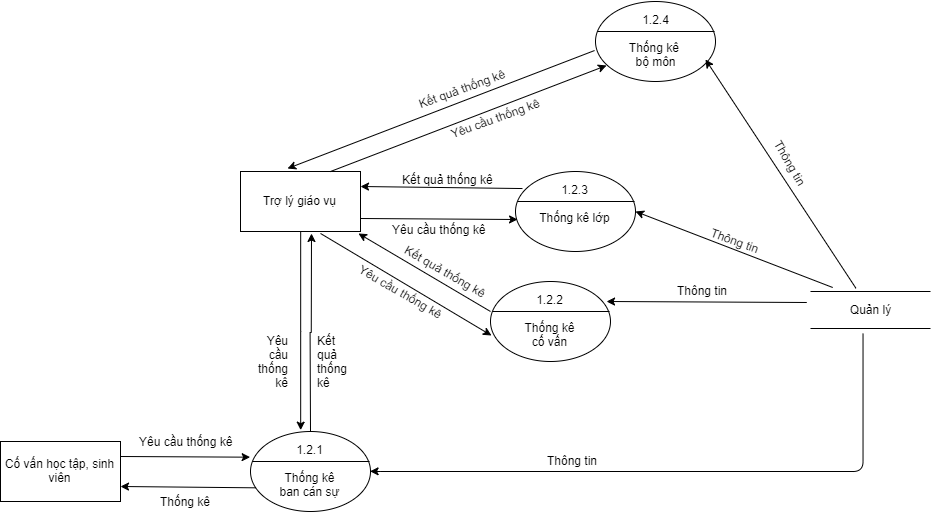 1.2.4
Thống kê
bộ môn
Kết quả thống kê
Yêu cầu thống kê
Thông tin
Trợ lý giáo vụ
Kết quả thống kê
1.2.3
Thống kê lớp
Yêu cầu thống kê
Thông tin
Kết quả thống kê
Yêu cầu thống kê
1.2.2
Thống kê
cố vấn
Thông tin
Quản lý
Yêu
cầu
thống
kê
Kết
quả
thống
kê
Cố vấn học tập, sinh
viên
Yêu cầu thống kê
Thống kê
1.2.1
Thống kê
ban cán sự
Thông tin